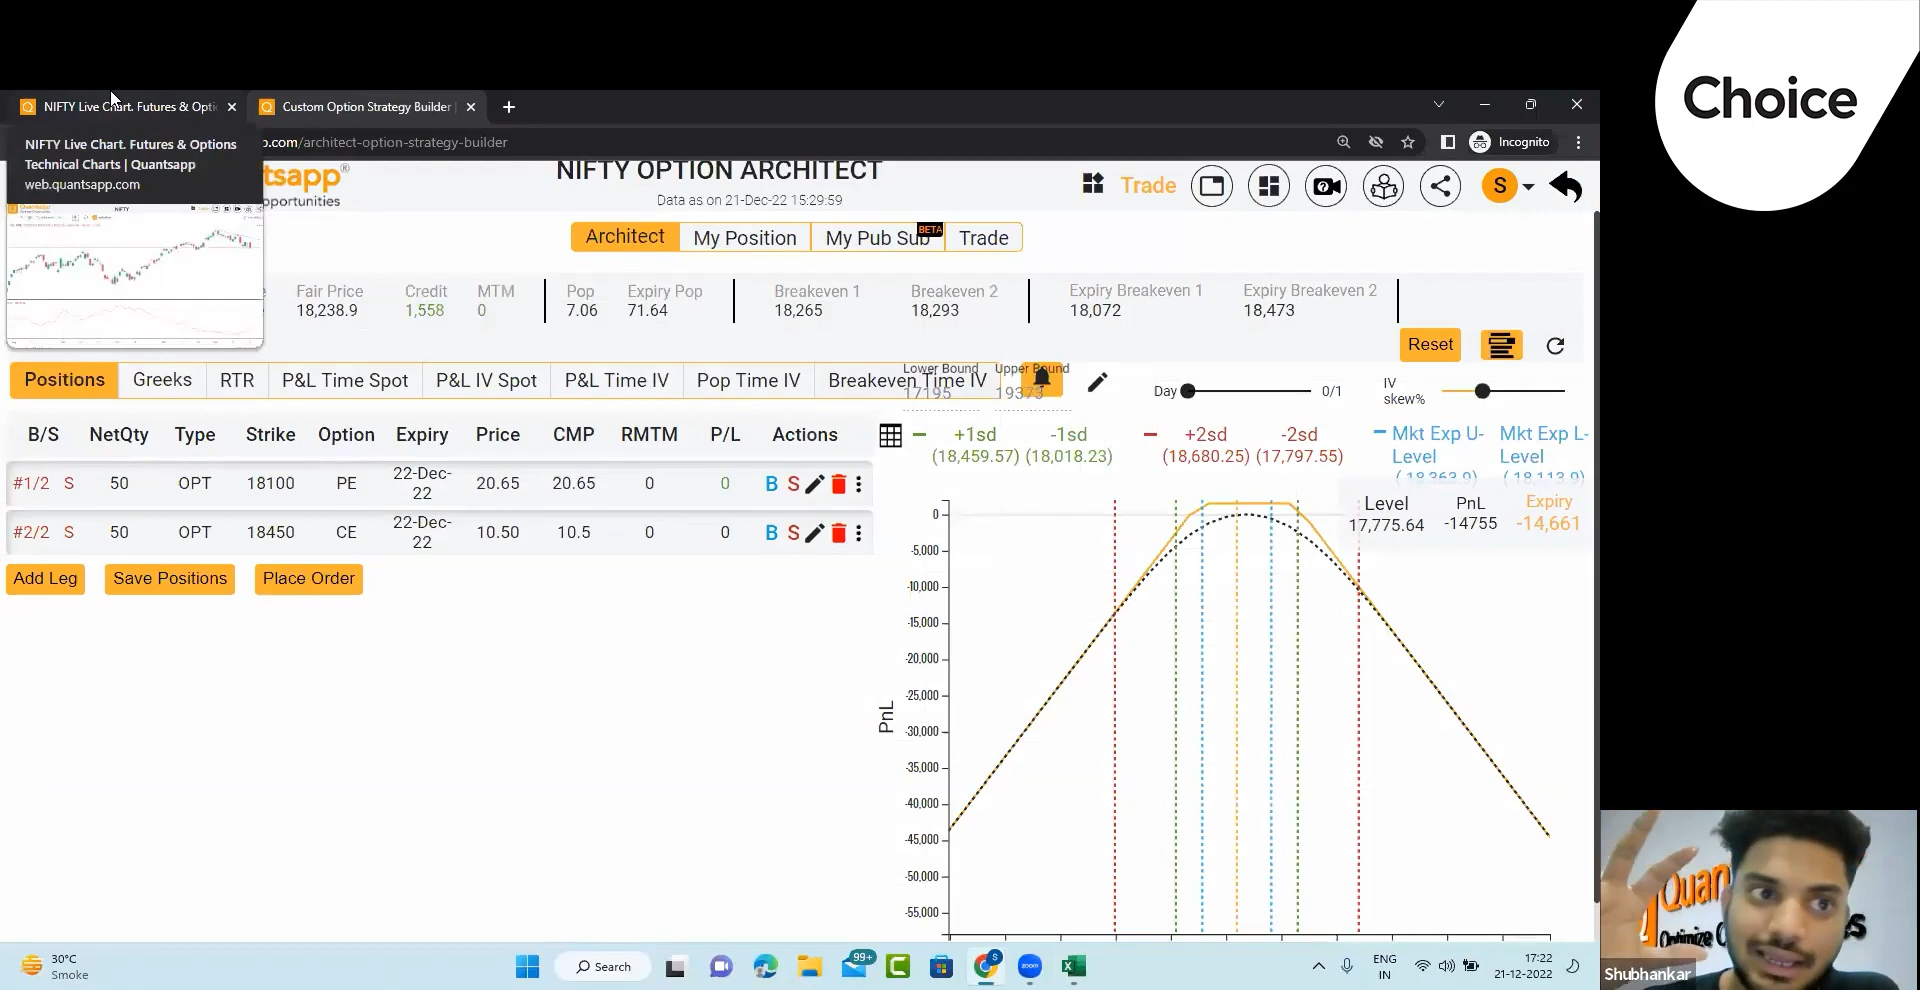 Choice
NIFTY Live Chart. Futures & Opti
Custom Option Strategy Builder |
NIFTY Live Chart. Futures & Options
Technical Charts | Quantsapp
web.quantsapp.com
o.com/architect-option-strategy-builder
Incognito
tsapp®
pportunities
NIFTY OPTION ARCHITECT
Data as on 21-Dec-22 15:29:59
Trade
S
Architect
My Position
My Pub Sub
BETA
Trade
Fair Price
18,238.9
Credit
1,558
MTM
0
Pop
7.06
Expiry Pop
71.64
Breakeven 1
18,265
Breakeven 2
18,293
Expiry Breakeven 1
18,072
Expiry Breakeven 2
18,473
Reset
Positions
Greeks
RTR
P&L Time Spot
P&L IV Spot
P&L Time IV
Pop Time IV
Breakeven Time IV
Lower Bound
17195
Upper Bound
19373
Day
0/1
IV
skew%
B/S NetQty Type Strike Option Expiry Price CMP RMTM P/L Actions
#1/2 S 50 OPT 18100 PE 22-Dec-22 20.65 20.65 0 0 B S
#2/2 S 50 OPT 18450 CE 22-Dec-22 10.50 10.5 0 0 B S
Add Leg
Save Positions
Place Order
+1sd
(18,459.57)
-1sd
(18,018.23)
+2sd
(18,680.25)
-2sd
(17,797.55)
Mkt Exp U-
Level
(18,363.9)
Mkt Exp L-
Level
(18,113.9)
Level
17,775.64
PnL
-14755
Expiry
-14,661
PnL
0
-5,000
-10,000
-15,000
-20,000
-25,000
-30,000
-35,000
-40,000
-45,000
-50,000
-55,000
30°C
Smoke
Search
99+
zoom
S
ENG
IN
17:22
21-12-2022
Quan
Optimize
Shubhankar